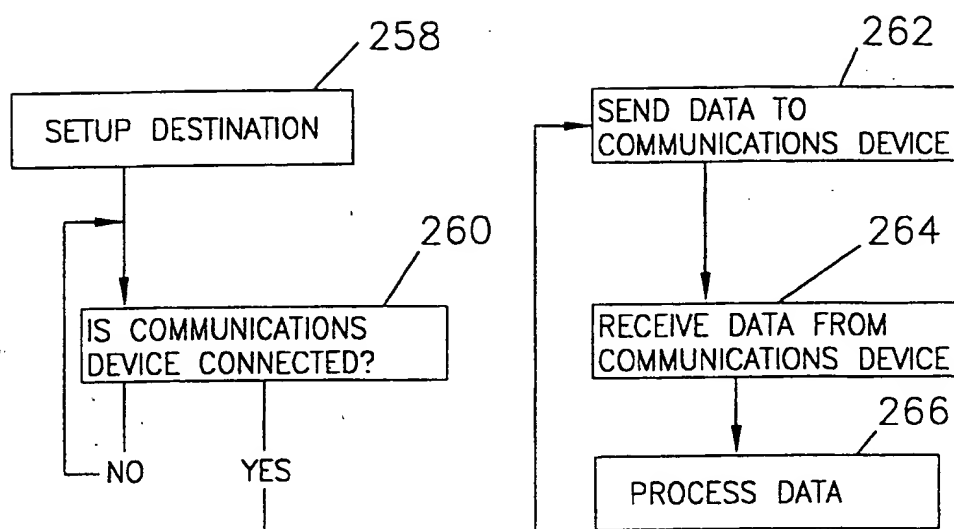 258
SETUP DESTINATION
260
IS COMMUNICATIONS
DEVICE CONNECTED?
NO
YES
262
SEND DATA TO
COMMUNICATIONS DEVICE
264
RECEIVE DATA FROM
COMMUNICATIONS DEVICE
266
PROCESS DATA